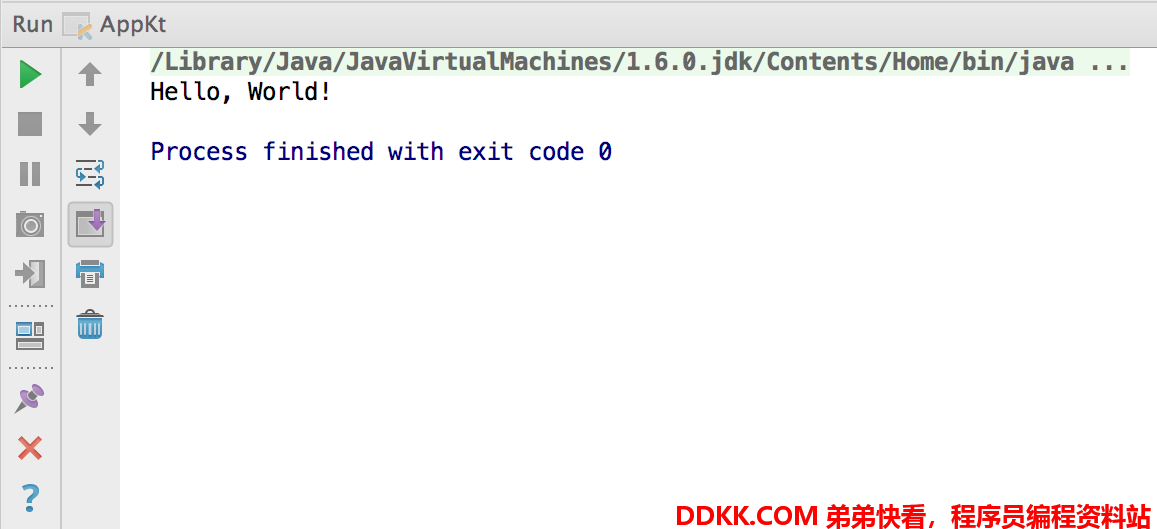 Run AppKt
/Library/Java/JavaVirtualMachines/1.6.0.jdk/Contents/Home/bin/java ...
Hello, World!
Process finished with exit code 0
?
DDKK.COM 弟弟快看，程序员编程资料站